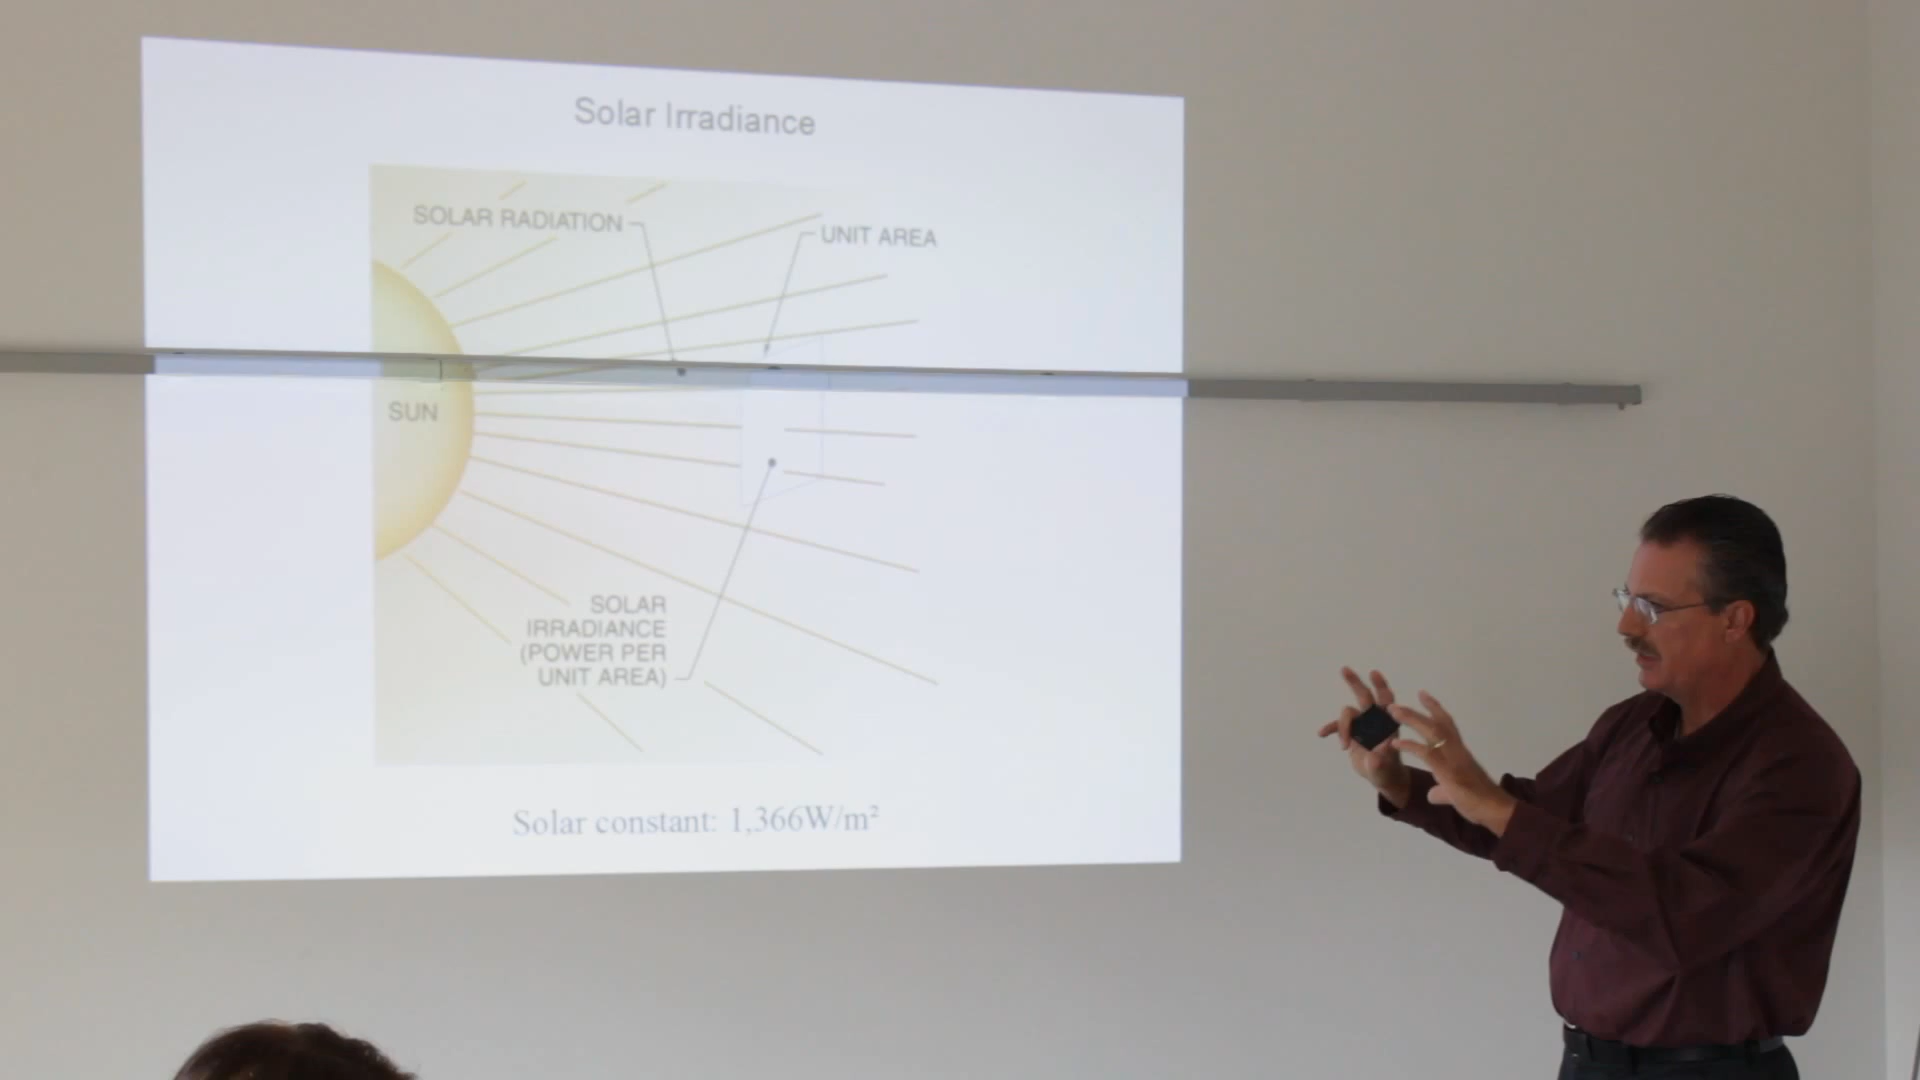 Solar Irradiance
SOLAR RADIATION
UNIT AREA
SUN
SOLAR
IRRADIANCE
(POWER PER
UNIT AREA)
Solar constant: 1,366W/m²